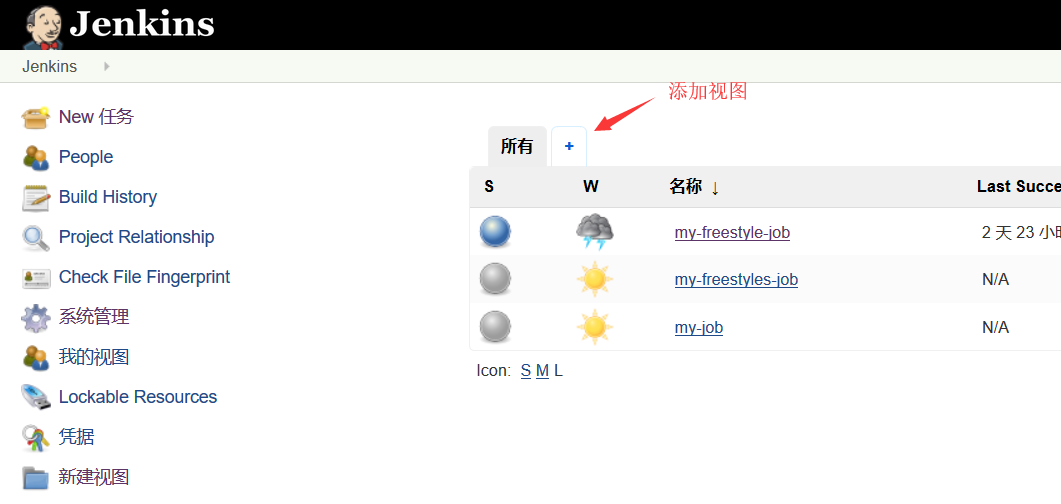 Jenkins
Jenkins
添加视图
New 任务
People
Build History
Project Relationship
Check File Fingerprint
系统管理
我的视图
Lockable Resources
凭据
新建视图
所有 +
S W 名称 ↓ Last Succe
my-freestyle-job 2 天 23 小
my-freestyles-job N/A
my-job N/A
Icon: S M L